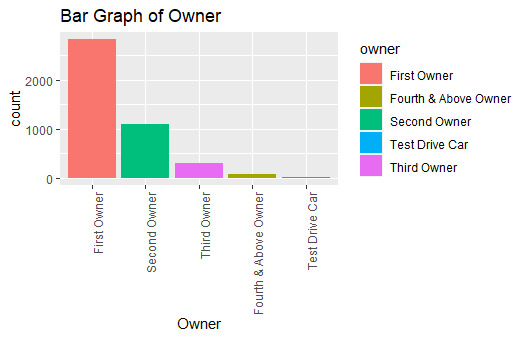 Bar Graph of Owner
count
2000
1000
0
First Owner
Second Owner
Third Owner
Fourth & Above Owner
Test Drive Car
Owner
owner
First Owner
Fourth & Above Owner
Second Owner
Test Drive Car
Third Owner